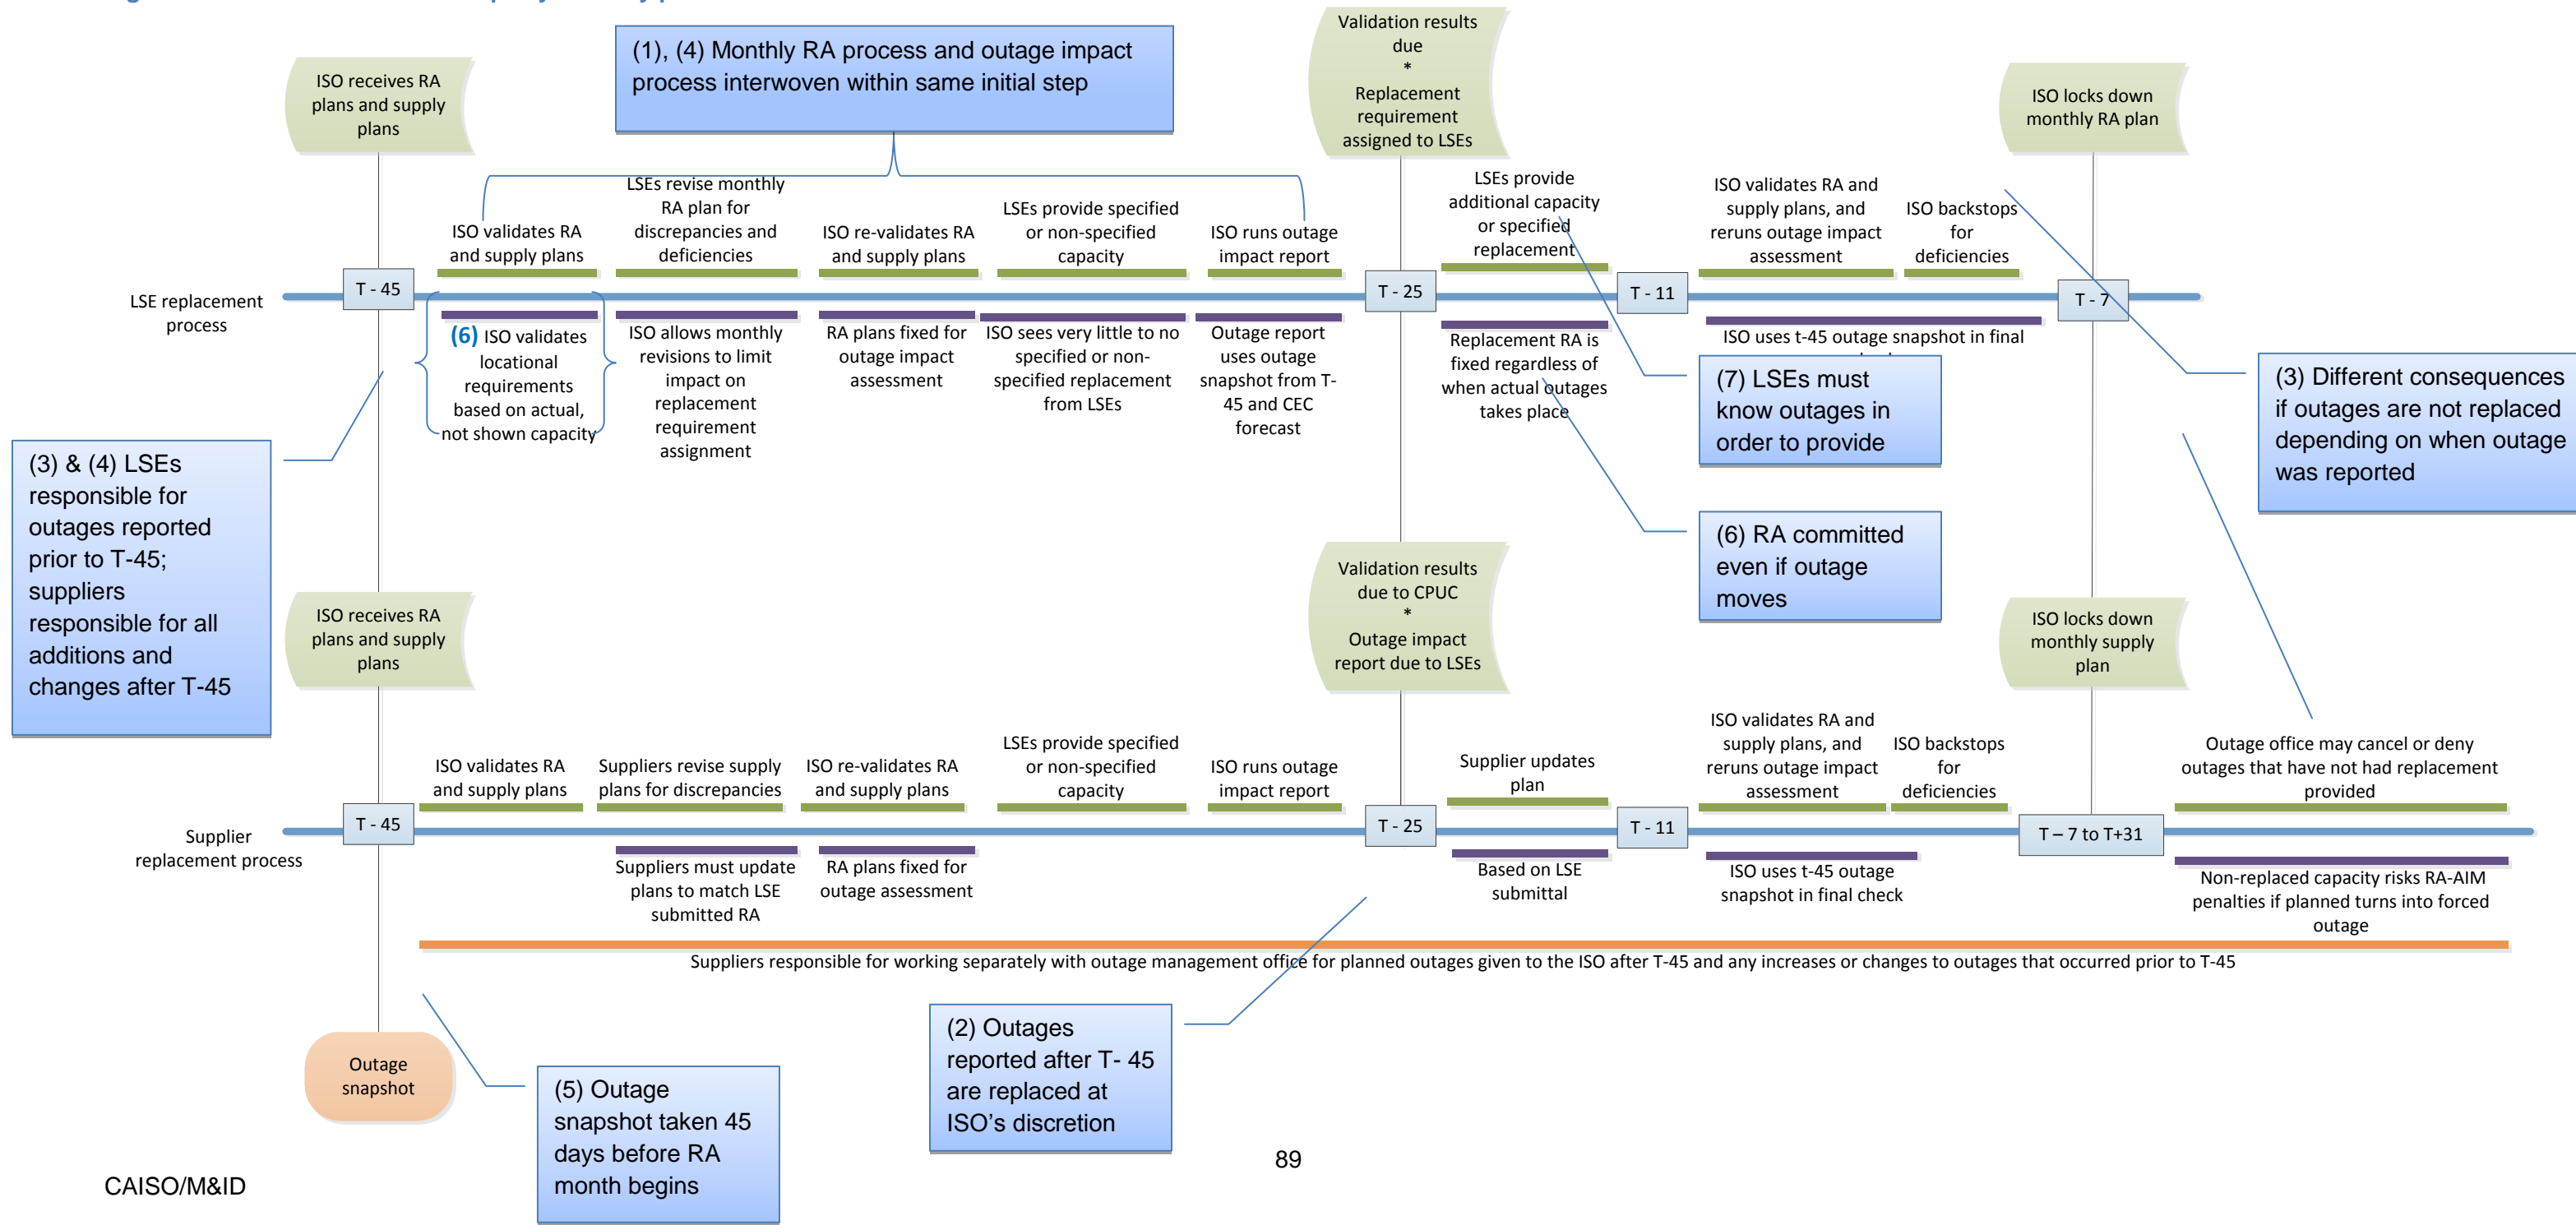 (1), (4) Monthly RA process and outage impact
process interwoven within same initial step
ISO receives RA
plans and supply
plans
Validation results
due
*
Replacement
requirement
assigned to LSEs
ISO locks down
monthly RA plan
ISO validates RA
and supply plans
LSEs revise monthly
RA plan for
discrepancies and
deficiencies
ISO re-validates RA
and supply plans
LSEs provide specified
or non-specified
capacity
ISO runs outage
impact report
LSEs provide
additional capacity
or specified
replacement
ISO validates RA and
supply plans, and
reruns outage impact
assessment
ISO backstops
for
deficiencies
LSE replacement
process
T - 45
T - 25
T - 11
T - 7
(6) ISO validates
locational
requirements
based on actual,
not shown capacity
ISO allows monthly
revisions to limit
impact on
replacement
requirement
assignment
RA plans fixed for
outage impact
assessment
ISO sees very little to no
specified or non-
specified replacement
from LSEs
Outage report
uses outage
snapshot from T-
45 and CEC
forecast
Replacement RA is
fixed regardless of
when actual outages
takes place
ISO uses t-45 outage snapshot in final
(7) LSEs must
know outages in
order to provide
(3) Different consequences
if outages are not replaced
depending on when outage
was reported
(3) & (4) LSEs
responsible for
outages reported
prior to T-45;
suppliers
responsible for all
additions and
changes after T-45
(6) RA committed
even if outage
moves
ISO receives RA
plans and supply
plans
Validation results
due to CPUC
*
Outage impact
report due to LSEs
ISO locks down
monthly supply
plan
ISO validates RA
and supply plans
Suppliers revise supply
plans for discrepancies
ISO re-validates RA
and supply plans
LSEs provide specified
or non-specified
capacity
ISO runs outage
impact report
Supplier updates
plan
ISO validates RA and
supply plans, and
reruns outage impact
assessment
ISO backstops
for
deficiencies
Outage office may cancel or deny
outages that have not had replacement
provided
Supplier
replacement process
T - 45
T - 25
T - 11
T – 7 to T+31
Suppliers must update
plans to match LSE
submitted RA
RA plans fixed for
outage assessment
Based on LSE
submittal
ISO uses t-45 outage
snapshot in final check
Non-replaced capacity risks RA-AIM
penalties if planned turns into forced
outage
Suppliers responsible for working separately with outage management office for planned outages given to the ISO after T-45 and any increases or changes to outages that occurred prior to T-45
Outage
snapshot
(5) Outage
snapshot taken 45
days before RA
month begins
(2) Outages
reported after T- 45
are replaced at
ISO’s discretion
89
CAISO/M&ID